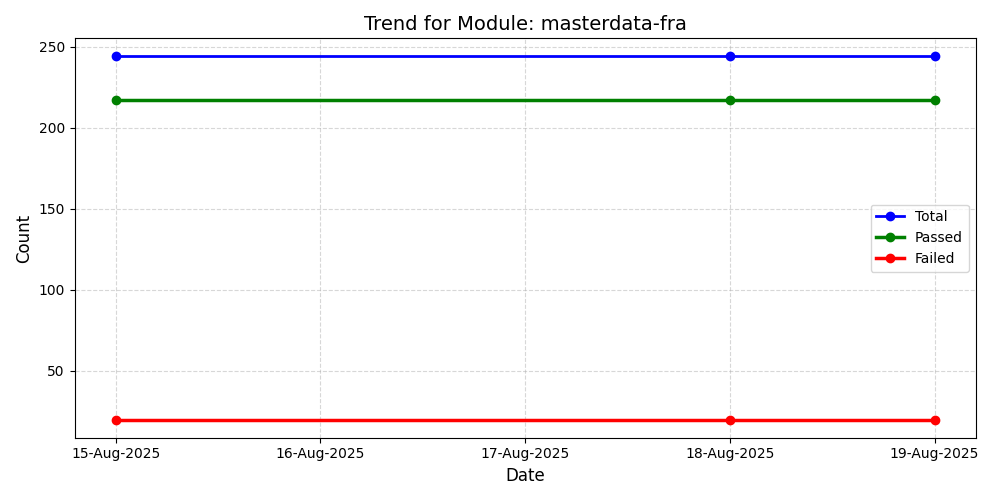 Trend for Module: masterdata-fra
250
200
150
100
50
Count
Total
Passed
Failed
15-Aug-2025
16-Aug-2025
17-Aug-2025
18-Aug-2025
19-Aug-2025
Date